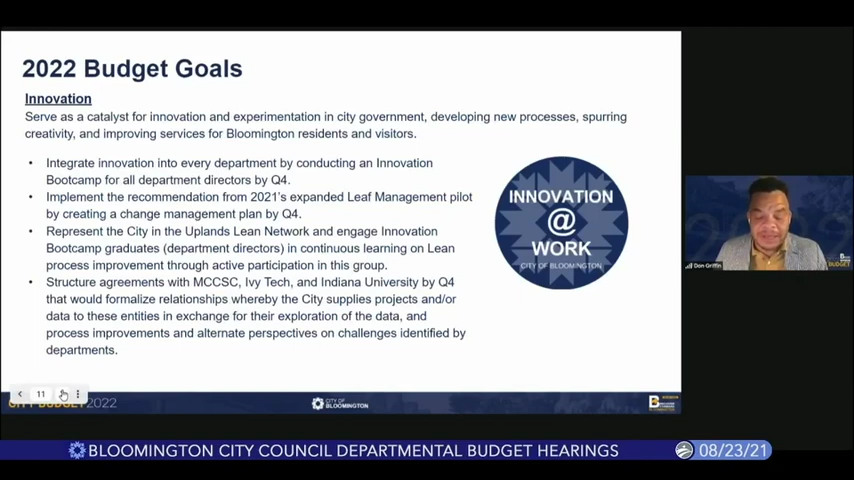 2022 Budget Goals
Innovation
Serve as a catalyst for innovation and experimentation in city government, developing new processes, spurring
creativity, and improving services for Bloomington residents and visitors.
• Integrate innovation into every department by conducting an Innovation
Bootcamp for all department directors by Q4.
• Implement the recommendation from 2021's expanded Leaf Management pilot
by creating a change management plan by Q4.
• Represent the City in the Uplands Lean Network and engage Innovation
Bootcamp graduates (department directors) in continuous learning on Lean
process improvement through active participation in this group.
• Structure agreements with MCCSC, Ivy Tech, and Indiana University by Q4
that would formalize relationships whereby the City supplies projects and/or
data to these entities in exchange for their exploration of the data, and
process improvements and alternate perspectives on challenges identified by
departments.
INNOVATION
@
WORK
CITY OF BLOOMINGTON
Don Griffin
BUDGET
11
CITY BUDGET 2022
CITY OF
BLOOMINGTON
BLOOMINGTON CITY COUNCIL DEPARTMENTAL BUDGET HEARINGS
08/23/21